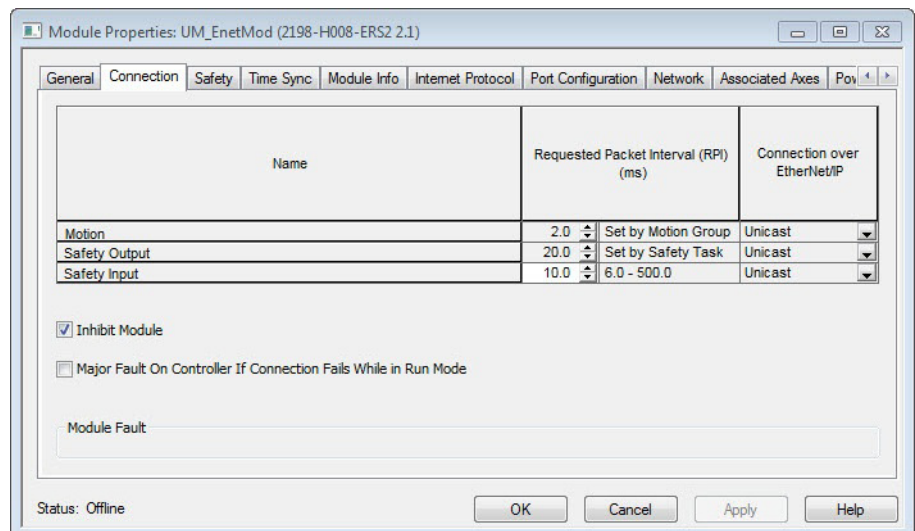 Module Properties: UM_EnetMod (2198-H008-ERS2 2.1)
General Connection Safety Time Sync Module Info Internet Protocol Port Configuration Network Associated Axes Pow
Name
Requested Packet Interval (RPI)
(ms)
Connection over
EtherNet/IP
Motion 2.0 Set by Motion Group Unicast
Safety Output 20.0 Set by Safety Task Unicast
Safety Input 10.0 6.0 - 500.0 Unicast
Inhibit Module
Major Fault On Controller If Connection Fails While in Run Mode
Module Fault
Status: Offline OK Cancel Apply Help